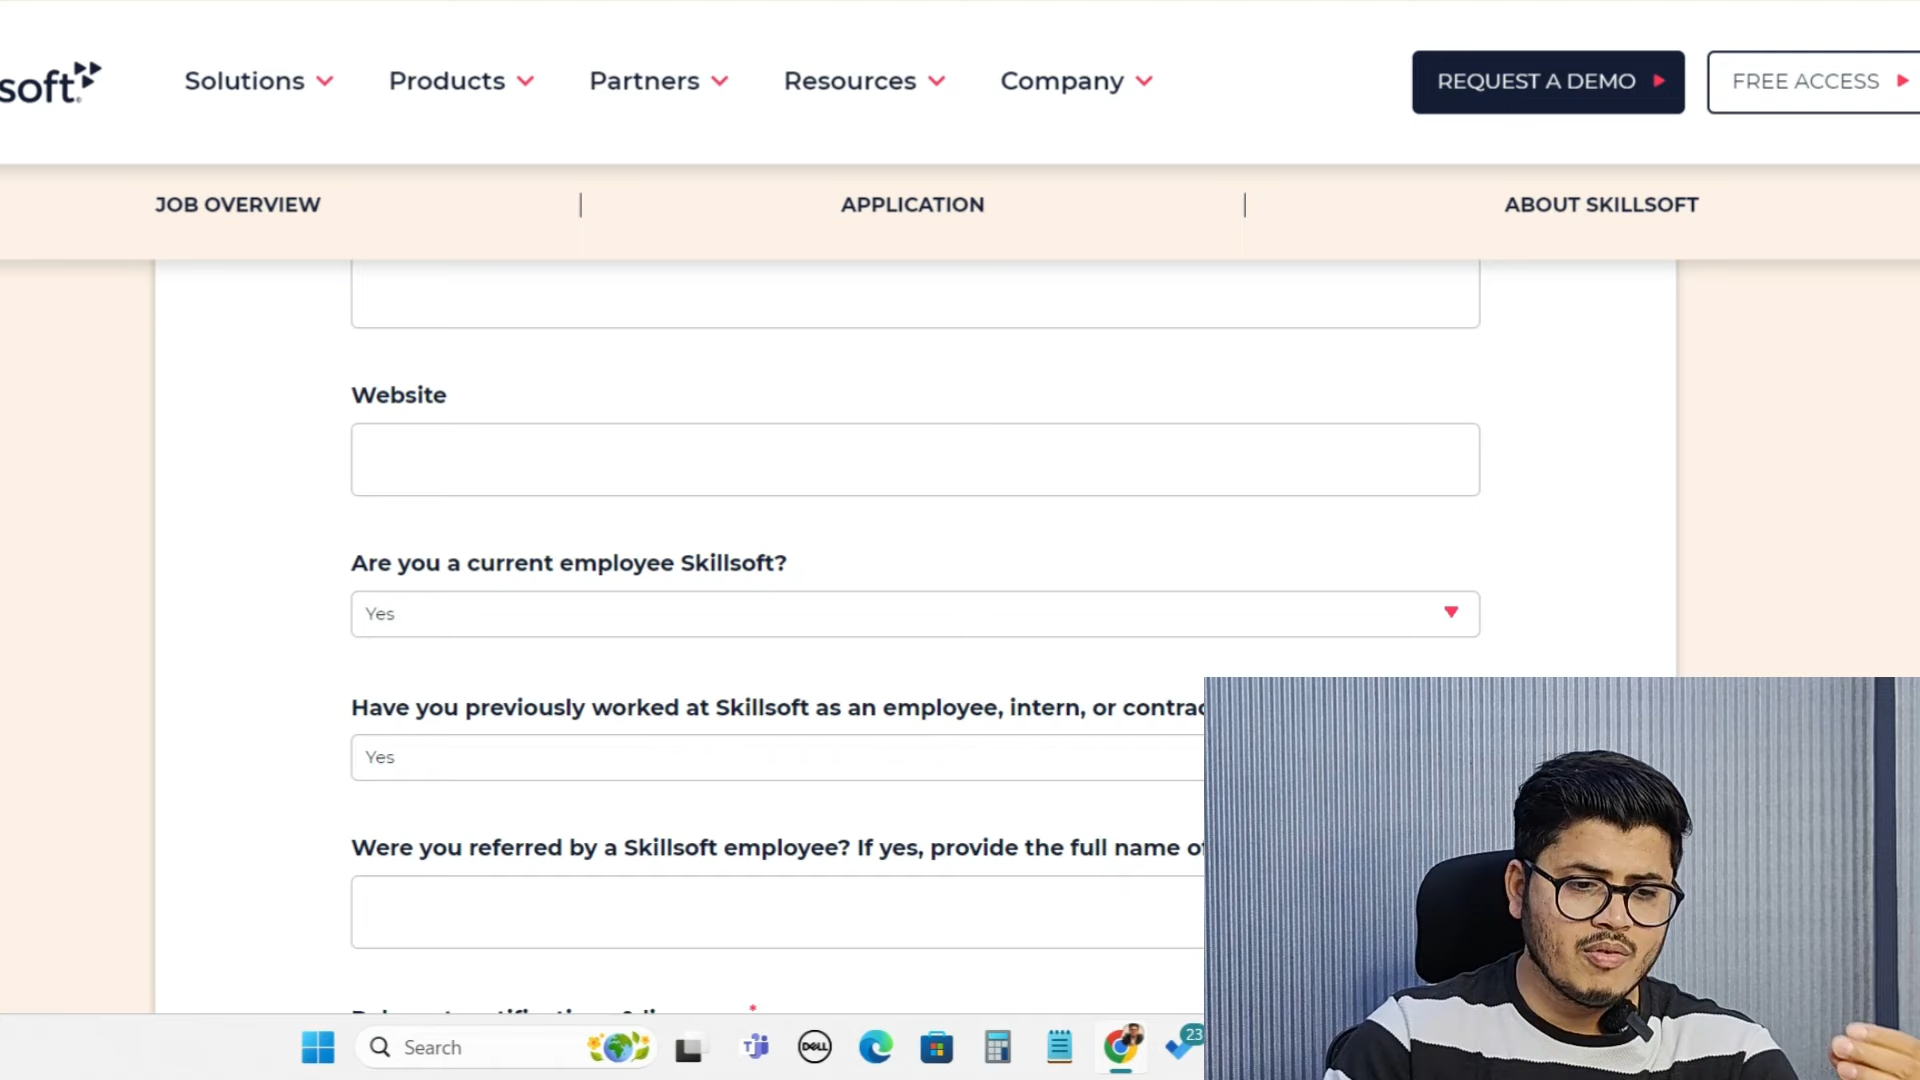 soft
Solutions Products Partners Resources Company REQUEST A DEMO FREE ACCESS
JOB OVERVIEW | APPLICATION | ABOUT SKILLSOFT
Website
Are you a current employee Skillsoft?
Yes
Have you previously worked at Skillsoft as an employee, intern, or contrac
Yes
Were you referred by a Skillsoft employee? If yes, provide the full name of
*
Search
DELL
23